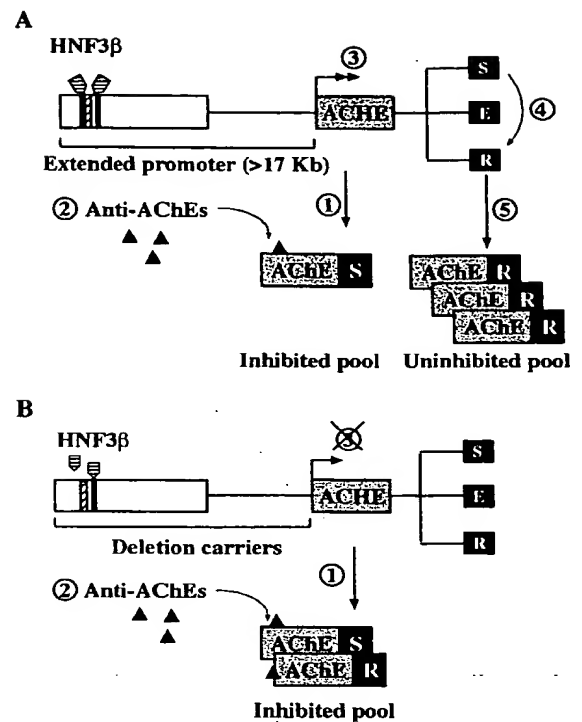 A
HNF3β
③
ACHE
S
E
R
④
Extended promoter (>17 Kb)
② Anti-AChEs
①
⑤
AChE S
AChE R
AChE R
AChE R
Inhibited pool
Uninhibited pool
B
HNF3β
③
ACHE
S
E
R
Deletion carriers
② Anti-AChEs
①
AChE S
AChE R
Inhibited pool